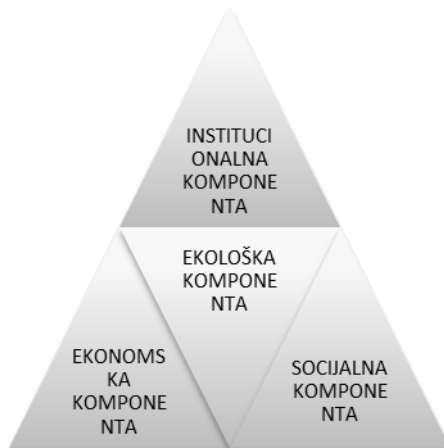 INSTITUCI
ONALNA
KOMPONE
NTA
EKOLOŠKA
KOMPONE
NTA
EKONOMS
KA
KOMPONE
NTA
SOCIJALNA
KOMPONE
NTA